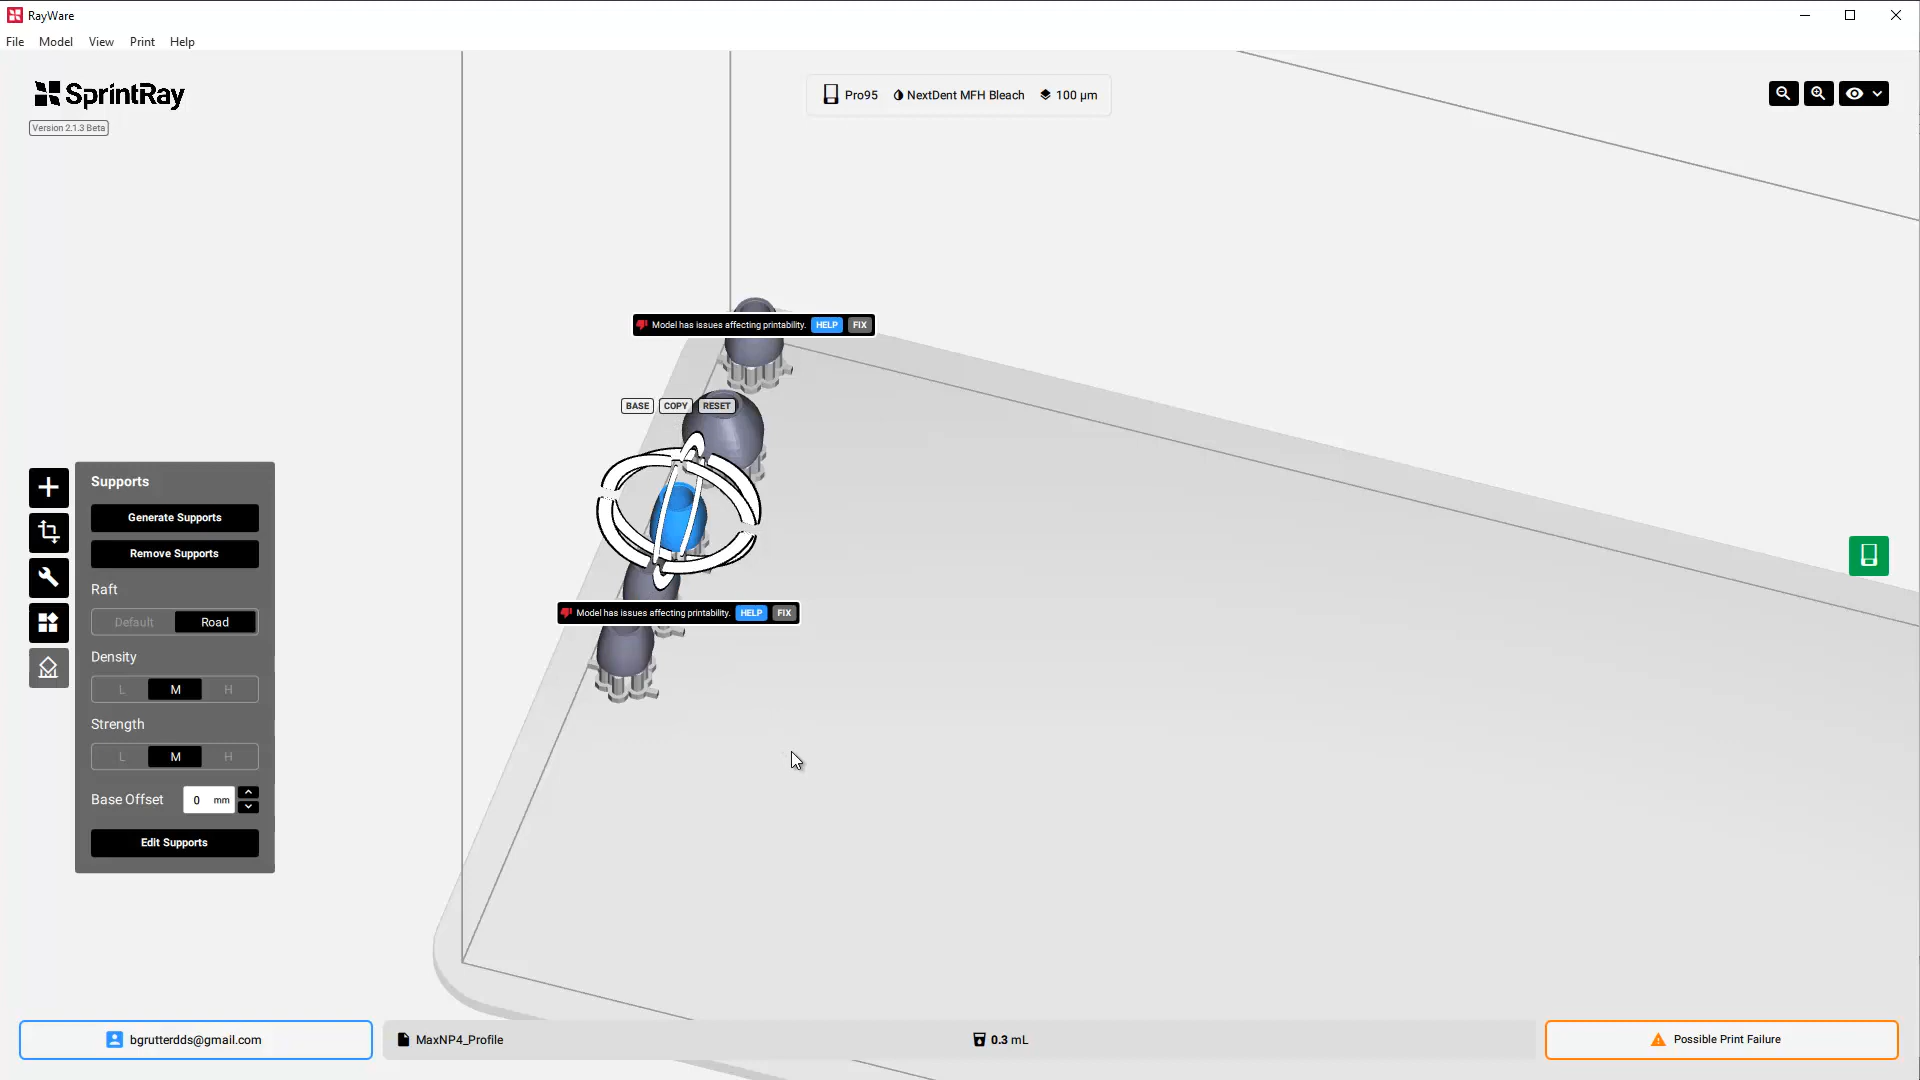 RayWare
File Model View Print Help
SprintRay
Version 2.1.3 Beta
Pro95 NextDent MFH Bleach 100 µm
Model has issues affecting printability. HELP FIX
BASE COPY RESET
Supports
Generate Supports
Remove Supports
Raft
Default Road
Density
L M H
Strength
L M H
Base Offset 0 mm
Edit Supports
Model has issues affecting printability. HELP FIX
bgrutterdds@gmail.com
MaxNP4_Profile
0.3 mL
Possible Print Failure